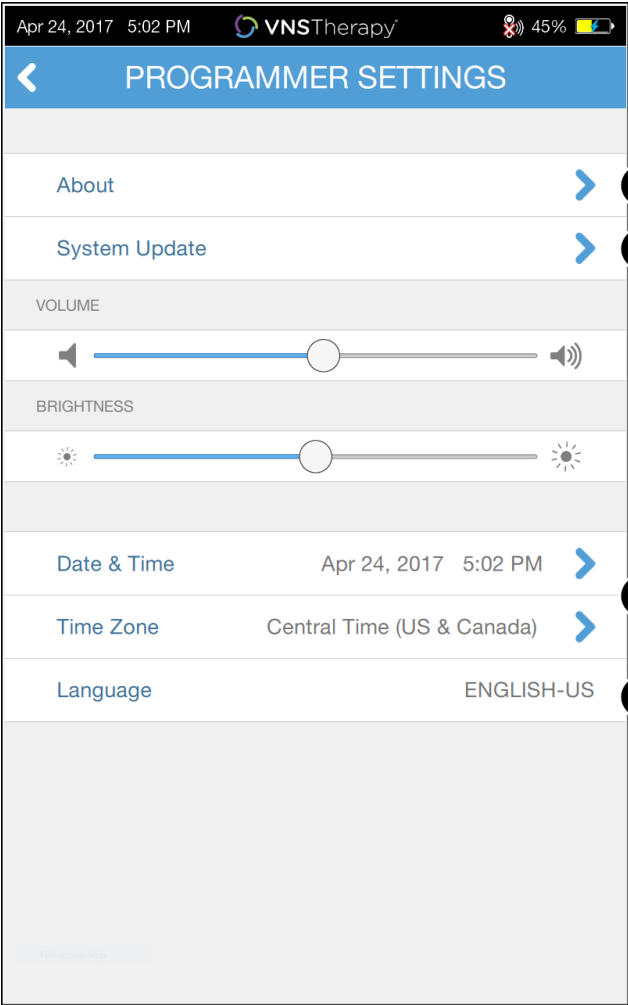 Apr 24, 2017 5:02 PM VNSTherapy 45%
PROGRAMMER SETTINGS
About
System Update
VOLUME
BRIGHTNESS
Date & Time Apr 24, 2017 5:02 PM
Time Zone Central Time (US & Canada)
Language ENGLISH-US